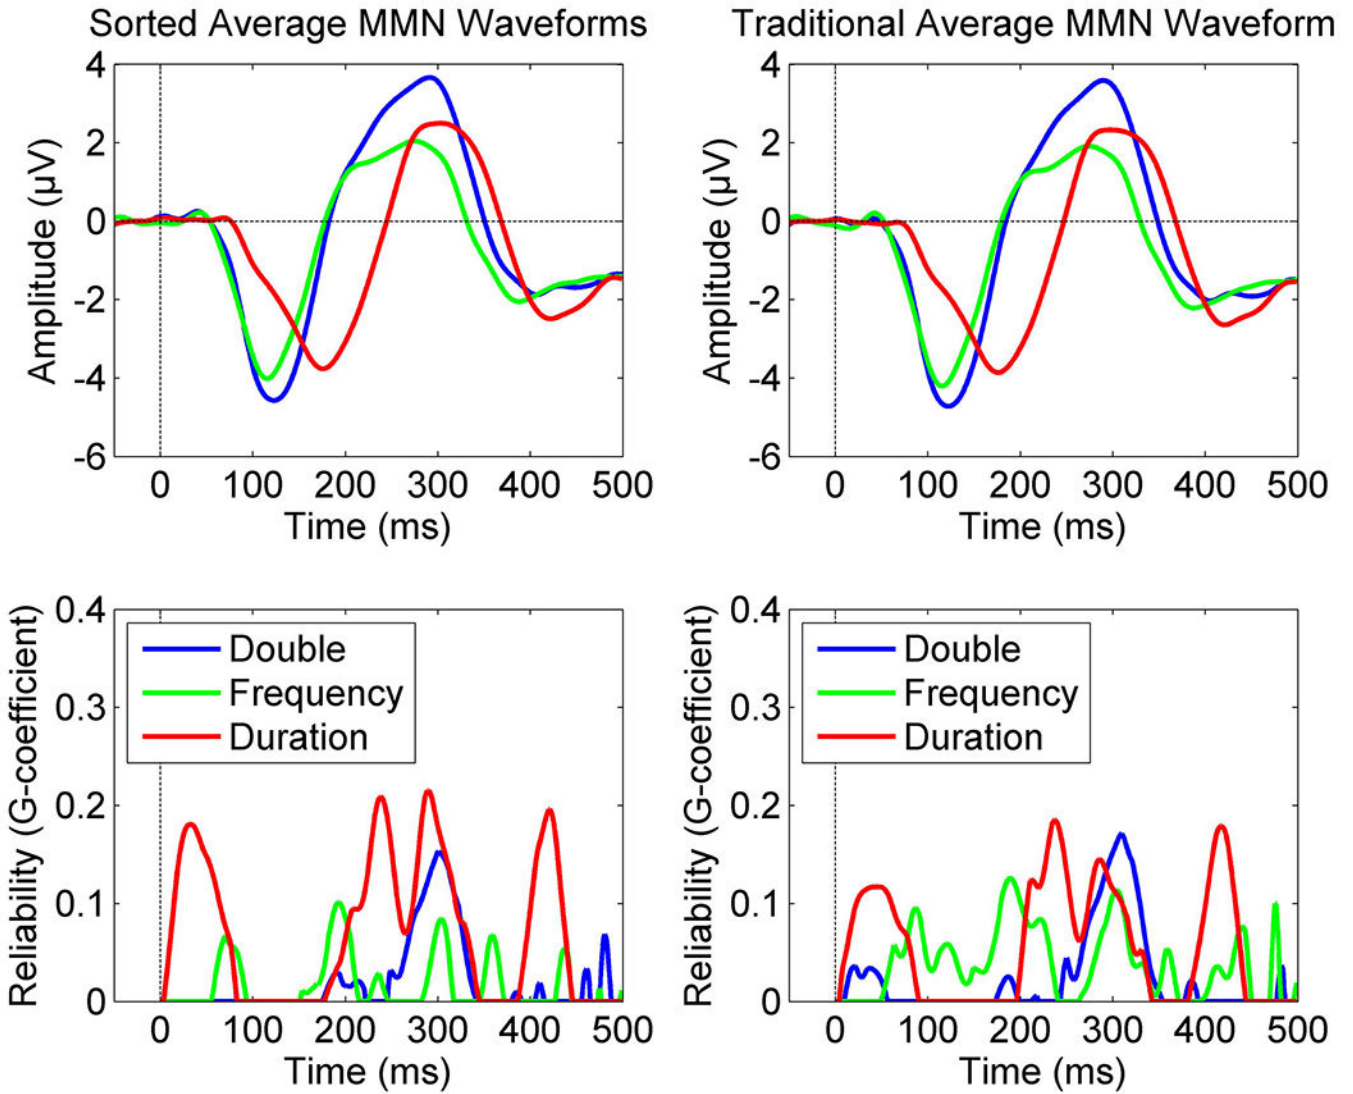 Sorted Average MMN Waveforms
Traditional Average MMN Waveform
4
2
0
-2
-4
-6
Amplitude (µV)
0 100 200 300 400 500
Time (ms)
4
2
0
-2
-4
-6
Amplitude (µV)
0 100 200 300 400 500
Time (ms)
0.4
0.3
0.2
0.1
0
Reliability (G-coefficient)
Double
Frequency
Duration
0 100 200 300 400 500
Time (ms)
0.4
0.3
0.2
0.1
0
Reliability (G-coefficient)
Double
Frequency
Duration
0 100 200 300 400 500
Time (ms)